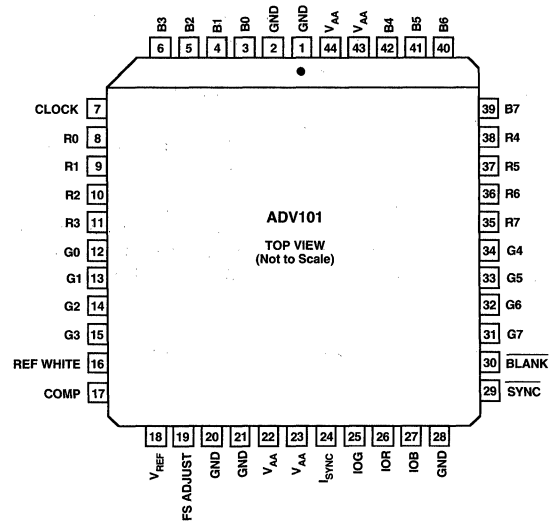 B3 B2 B1 B0 GND GND VAA VAA B4 B5 B6
6 5 4 3 2 1 44 43 42 41 40
CLOCK 7
R0 8
R1 9
R2 10
R3 11
G0 12
G1 13
G2 14
G3 15
REF WHITE 16
COMP 17
ADV101
TOP VIEW
(Not to Scale)
39 B7
38 R4
37 R5
36 R6
35 R7
34 G4
33 G5
32 G6
31 G7
30 BLANK
29 SYNC
18 19 20 21 22 23 24 25 26 27 28
VREF FS ADJUST GND GND VAA VAA ISYNC IOG IOR IOB GND